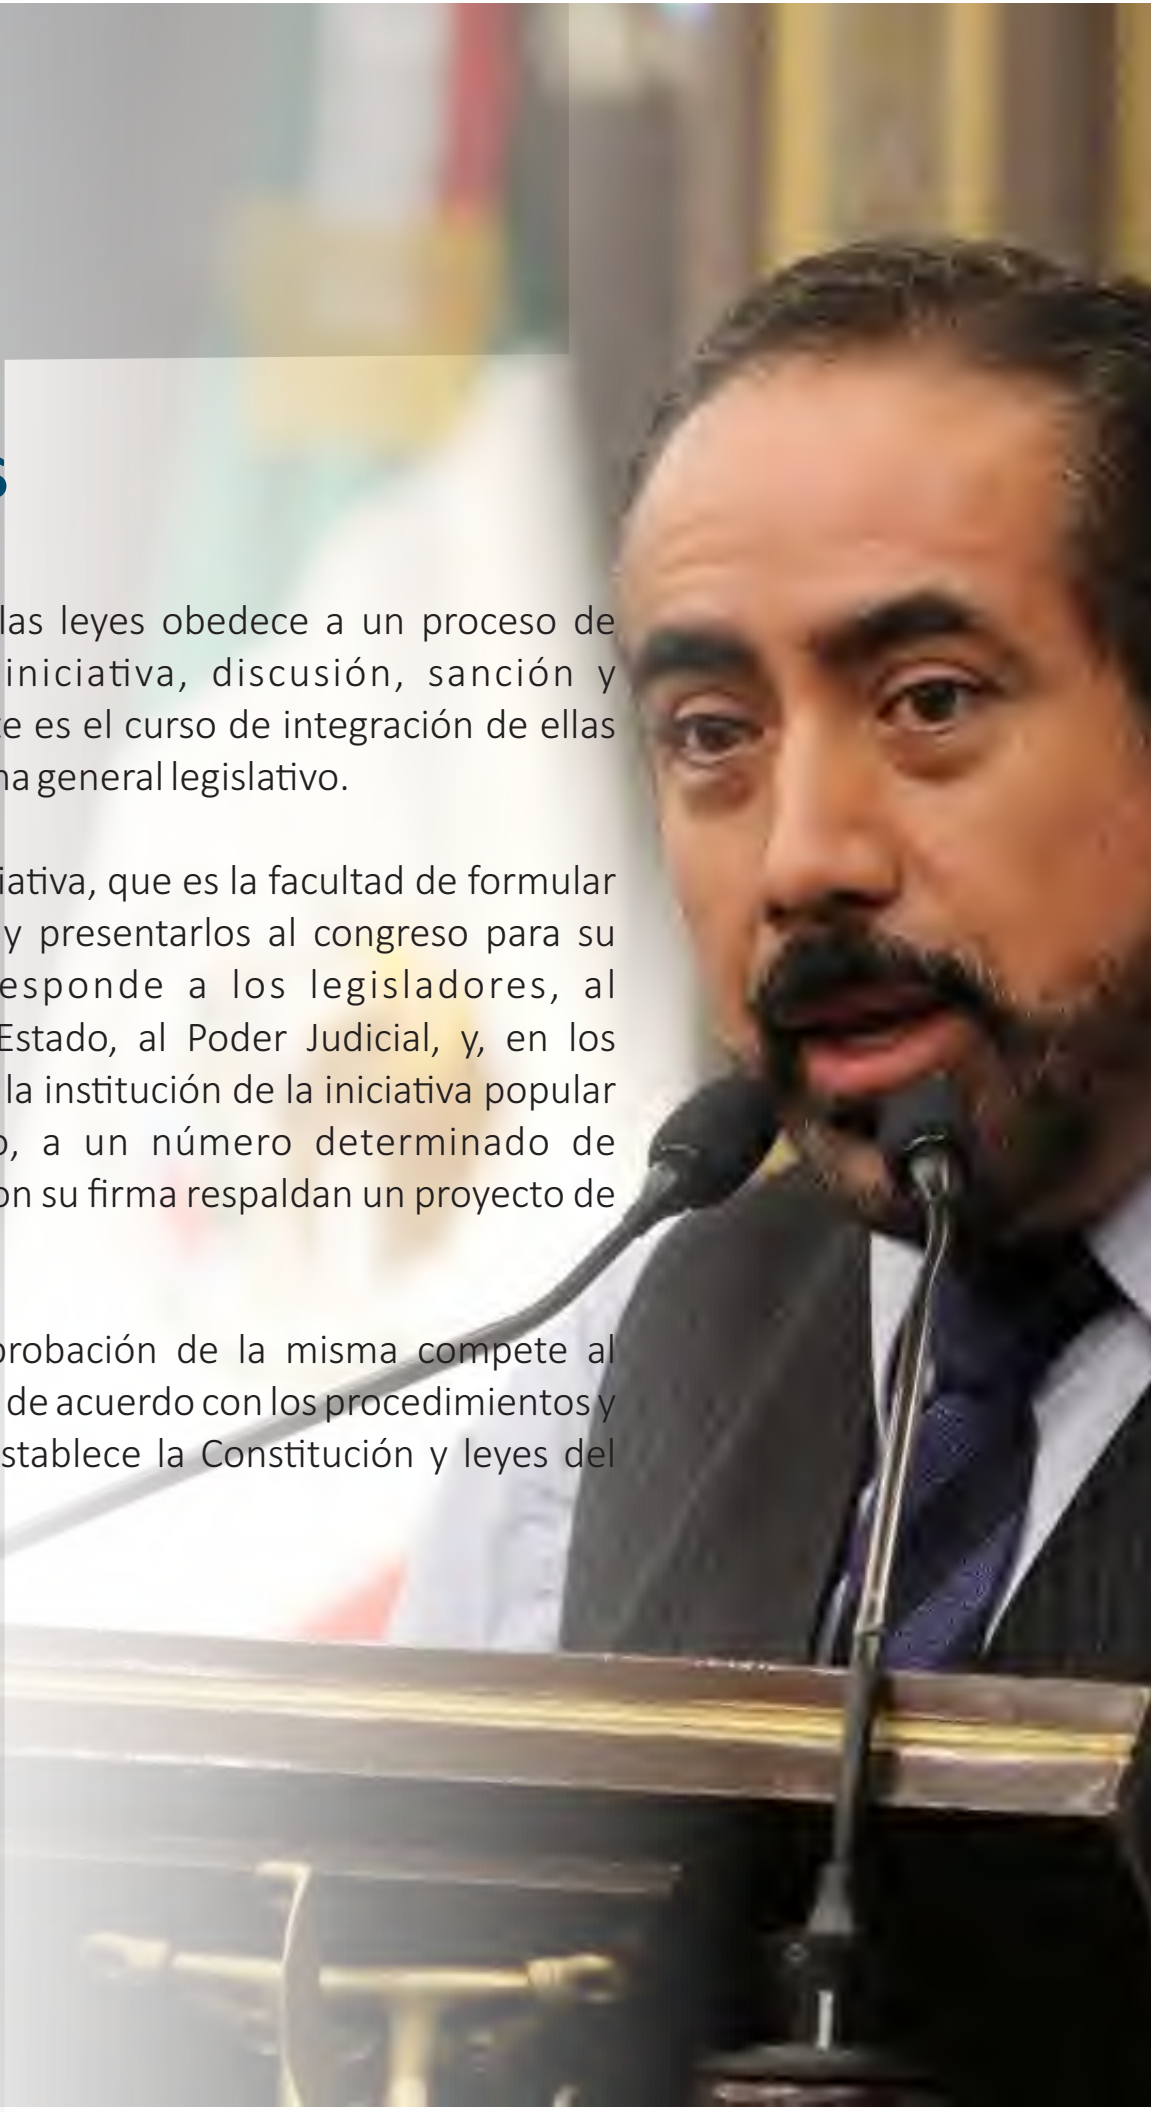 s
las leyes obedece a un proceso de
iniciativa, discusión, sanción y
te es el curso de integración de ellas
ma general legislativo.
iativa, que es la facultad de formular
y presentarlos al congreso para su
esponde a los legisladores, al
Estado, al Poder Judicial, y, en los
la institución de la iniciativa popular
o, a un número determinado de
on su firma respaldan un proyecto de
probación de la misma compete al
de acuerdo con los procedimientos y
stablece la Constitución y leyes del